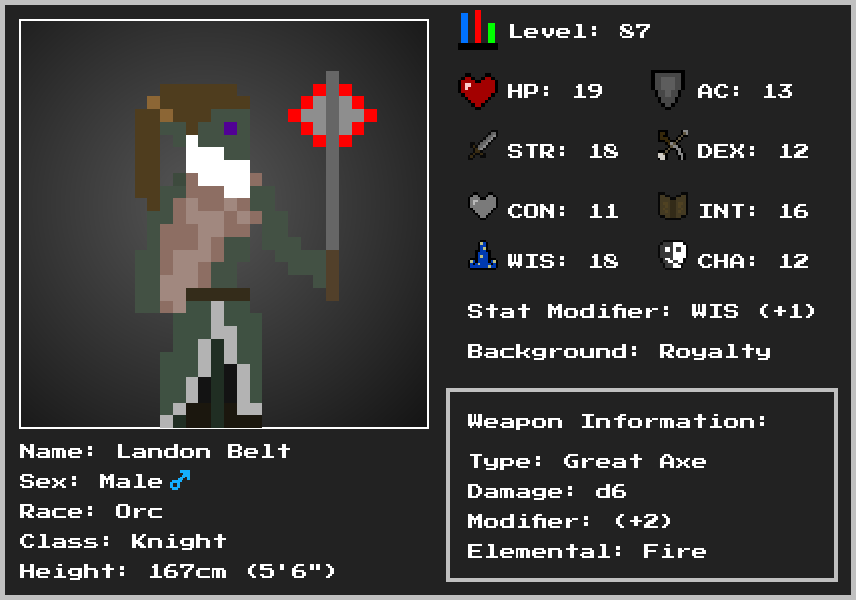 Level: 87
HP: 19 AC: 13
STR: 18 DEX: 12
CON: 11 INT: 16
WIS: 18 CHA: 12
Stat Modifier: WIS (+1)
Background: Royalty
Weapon Information:
Type: Great Axe
Damage: d6
Modifier: (+2)
Elemental: Fire
Name: Landon Belt
Sex: Male ♂
Race: Orc
Class: Knight
Height: 167cm (5'6")